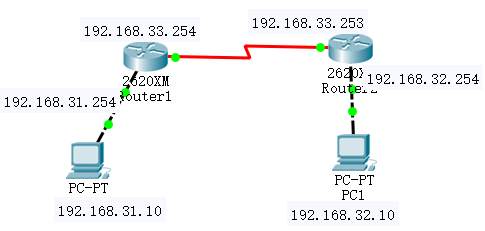 192.168.33.254
192.168.33.253
2620XM
Router1
192.168.31.254
192.168.32.254
PC-PT
192.168.31.10
PC-PT
PC1
192.168.32.10